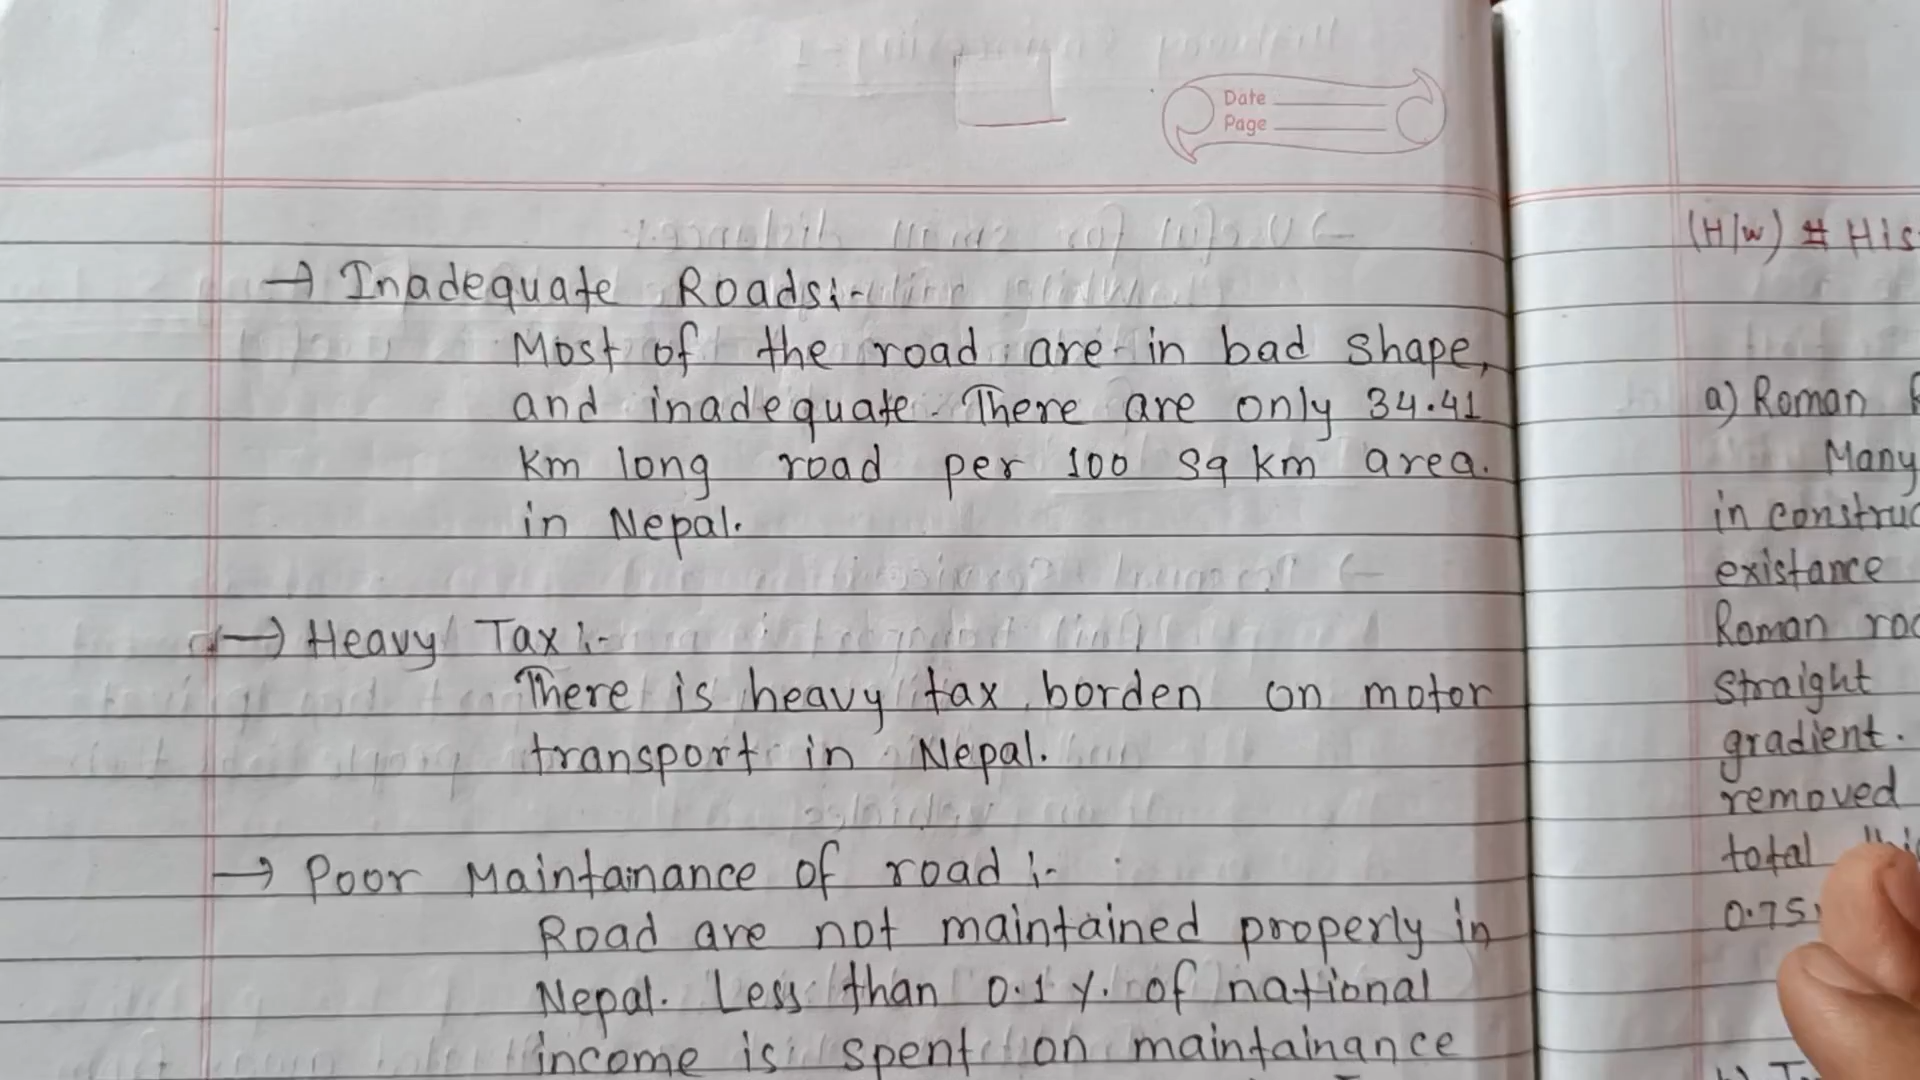 Date
Page
→ Inadequate Roads:-
Most of the road are in bad shape,
and inadequate. There are only 34.41
km long road per 100 sq km area.
in Nepal.
→ Heavy Tax :-
There is heavy tax borden on motor
transport in Nepal.
→ Poor Maintainance of road :-
Road are not maintained properly in
Nepal. Less than 0.1 %. of national
income is spent on maintainance
(H/w) # His
a) Roman
Many
in construc
existance
Roman roa
straight
gradient.
removed
total
0.75